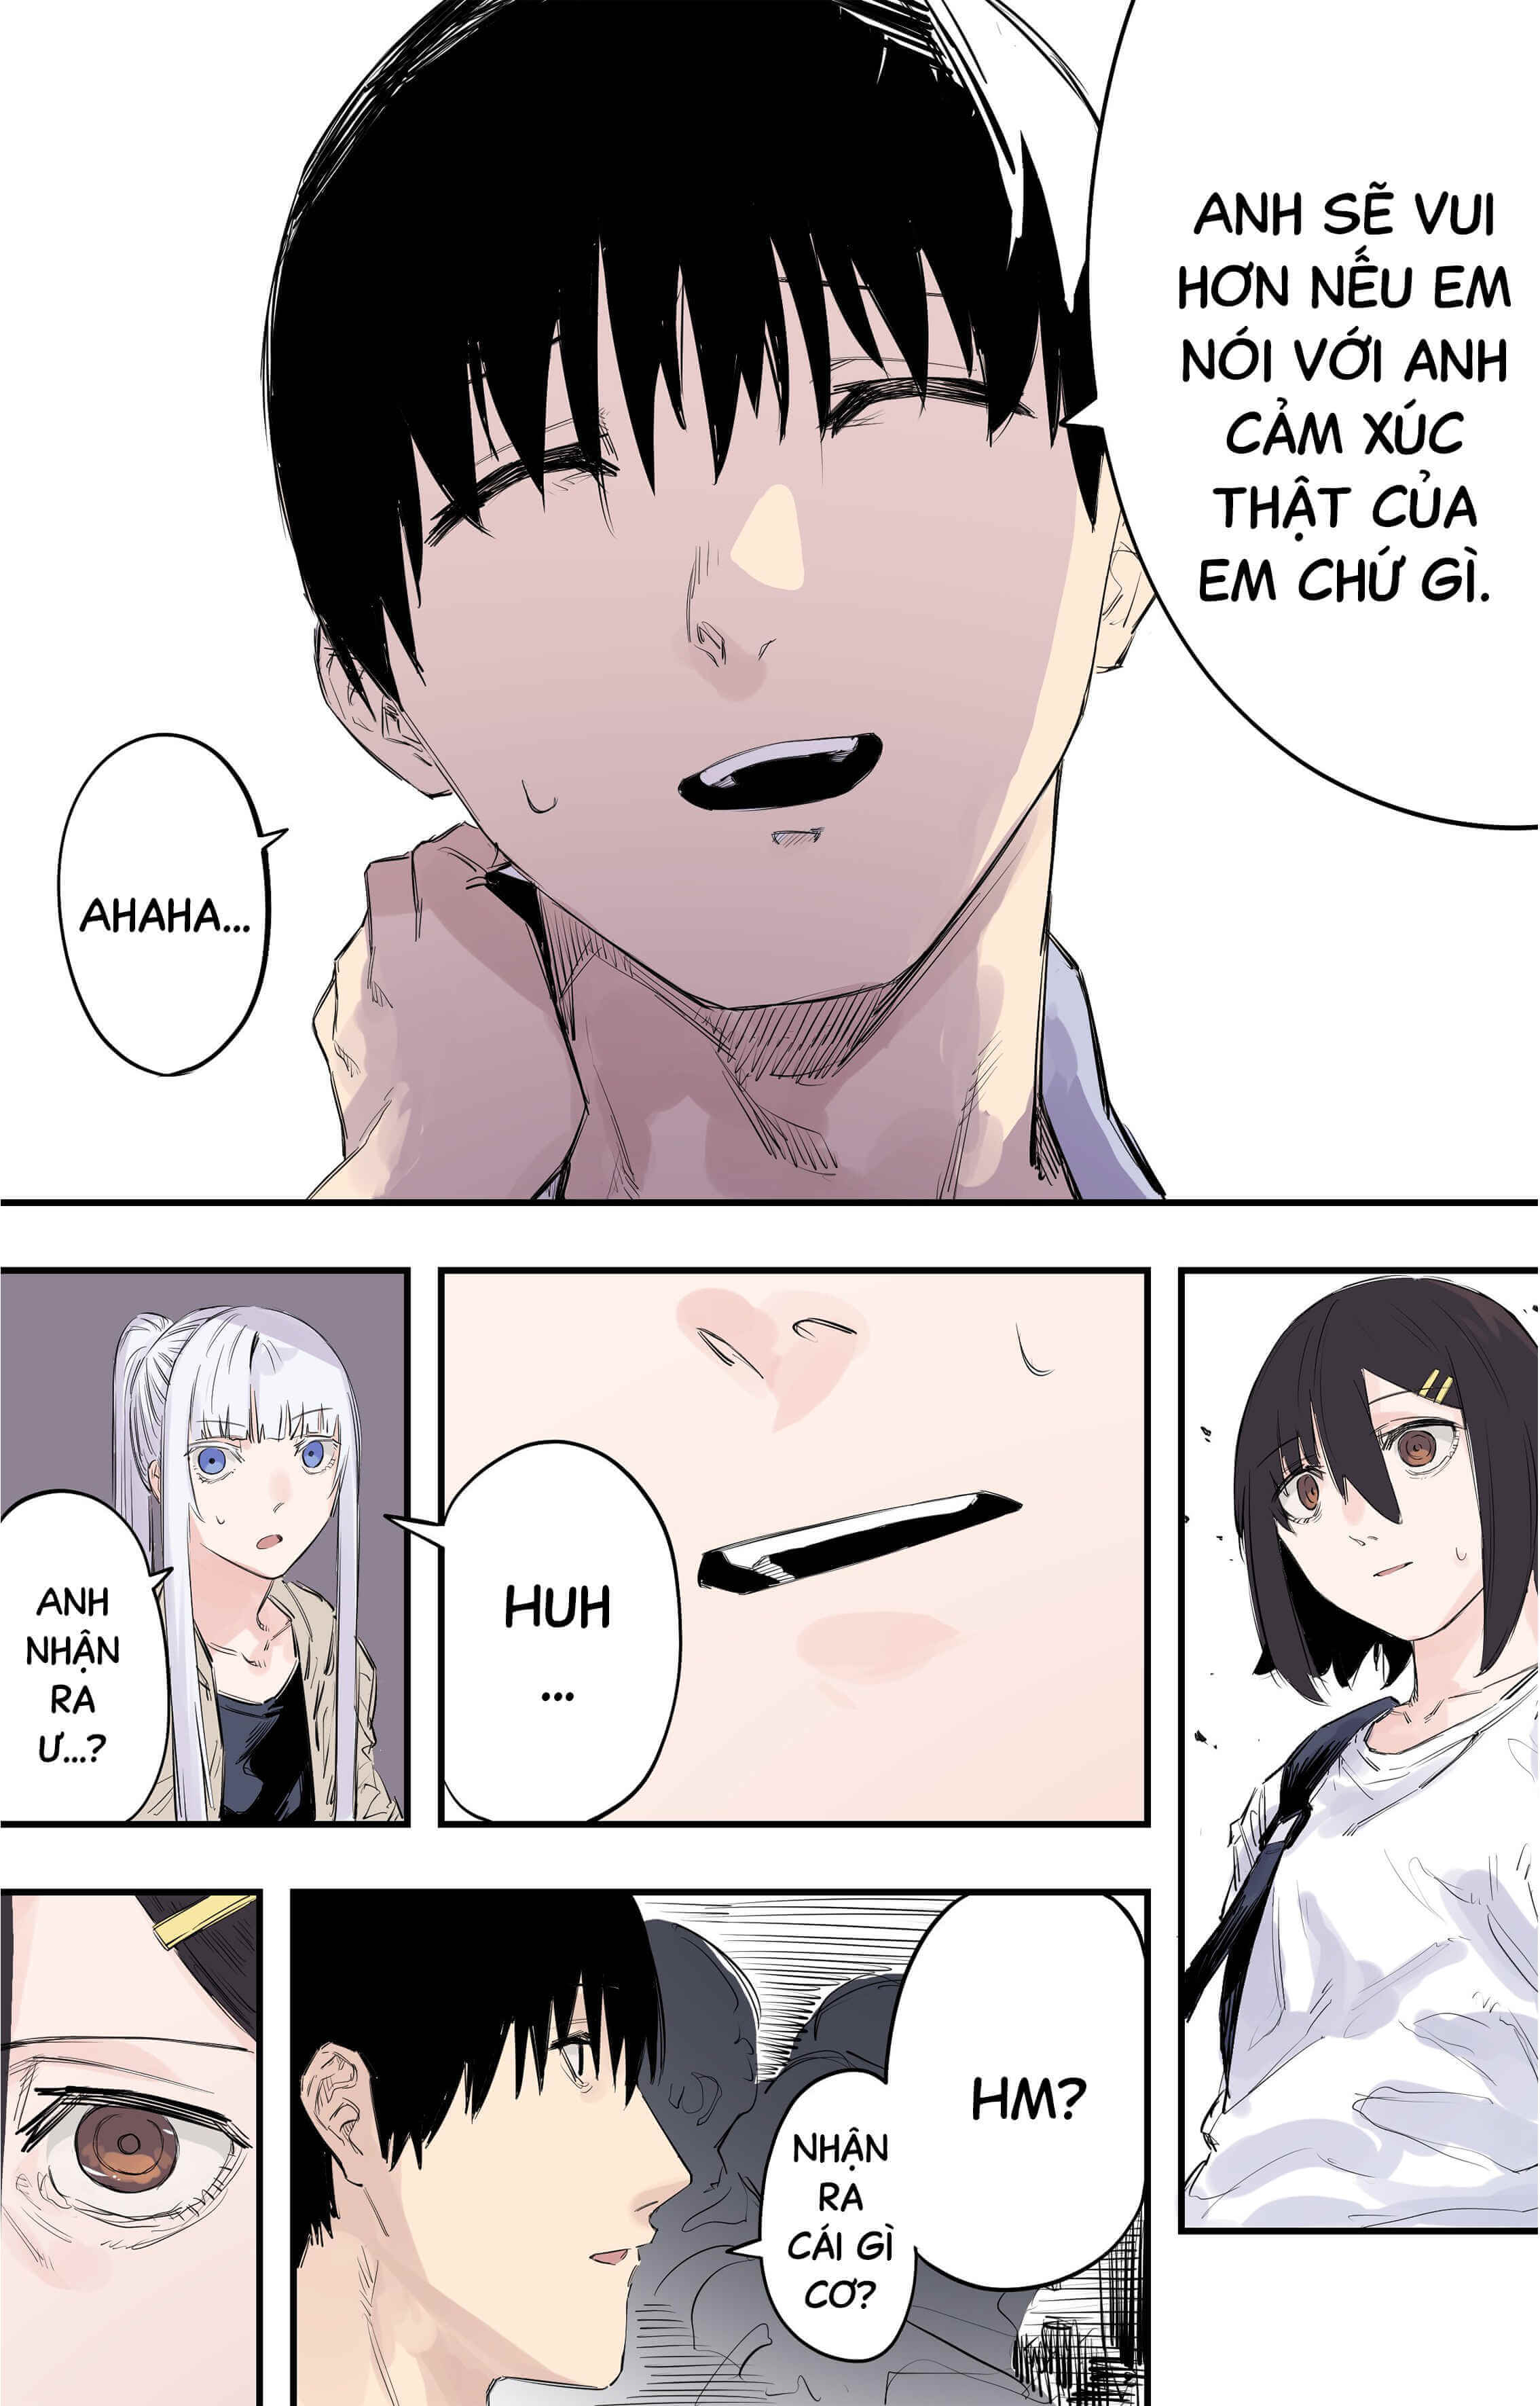 ANH SẼ VUI
HƠN NẾU EM
NÓI VỚI ANH
CẢM XÚC
THẬT CỦA
EM CHỨ GÌ.
AHAHA...
HUH
...
ANH
NHẬN
RA
Ư...?
HM?
NHẬN
RA
CÁI GÌ
CƠ?